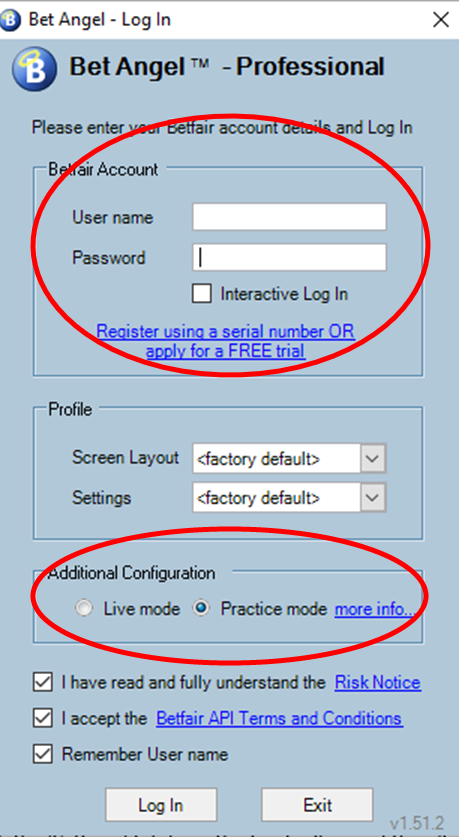 Bet Angel - Log In
Bet Angel ™ - Professional
Please enter your Betfair account details and Log In
Betfair Account
User name
Password
Interactive Log In
Register using a serial number OR
apply for a FREE trial
Profile
Screen Layout <factory default>
Settings <factory default>
Additional Configuration
Live mode Practice mode more info...
I have read and fully understand the Risk Notice
I accept the Betfair API Terms and Conditions
Remember User name
Log In Exit
v1.51.2